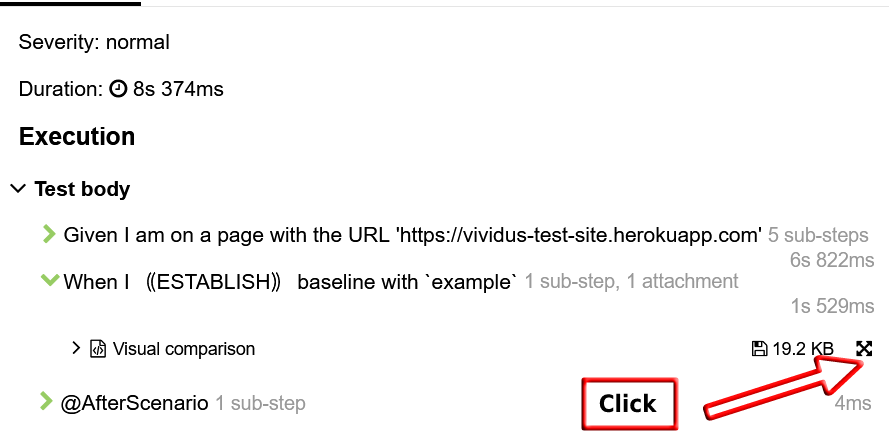 Severity: normal
Duration: 8s 374ms
Execution
Test body
Given I am on a page with the URL 'https://vividus-test-site.herokuapp.com' 5 sub-steps
6s 822ms
When I ⸨ESTABLISH⸩ baseline with `example` 1 sub-step, 1 attachment
1s 529ms
Visual comparison 19.2 KB
@AfterScenario 1 sub-step Click 4ms